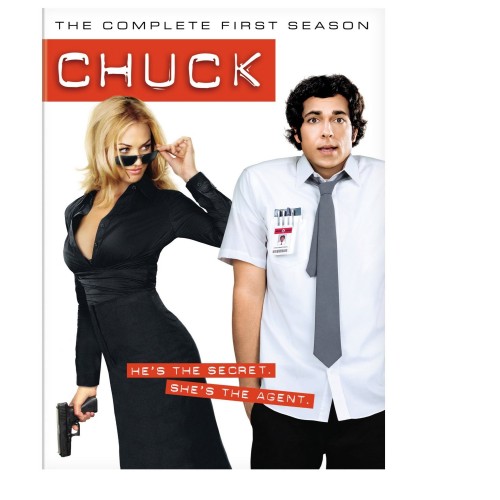 THE COMPLETE FIRST SEASON
CHUCK
HE'S THE SECRET.
SHE'S THE AGENT.